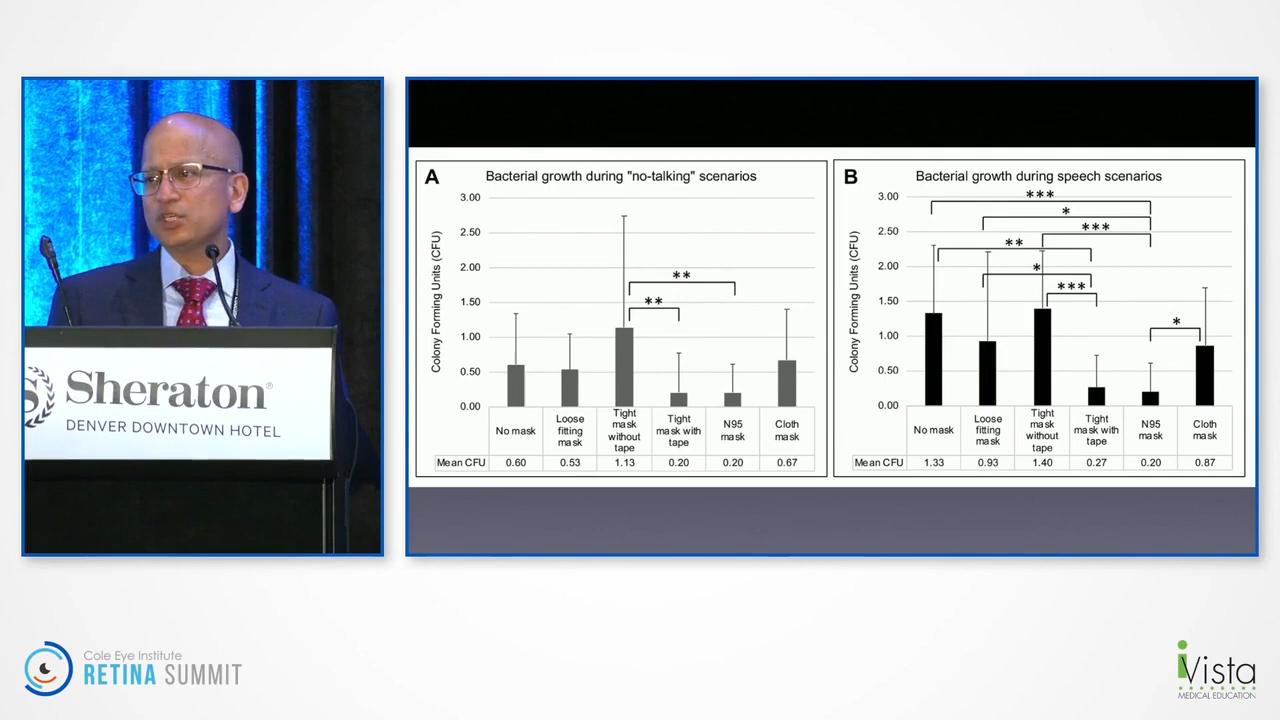 Sheraton®
DENVER DOWNTOWN HOTEL
A
Bacterial growth during "no-talking" scenarios
Colony Forming Units (CFU)
3.00
2.50
2.00
1.50
1.00
0.50
0.00
**
**
No mask
Loose fitting mask
Tight mask without tape
Tight mask with tape
N95 mask
Cloth mask
Mean CFU 0.60 0.53 1.13 0.20 0.20 0.67
B
Bacterial growth during speech scenarios
Colony Forming Units (CFU)
3.00
2.50
2.00
1.50
1.00
0.50
0.00
***
*
***
**
*
***
*
No mask
Loose fitting mask
Tight mask without tape
Tight mask with tape
N95 mask
Cloth mask
Mean CFU 1.33 0.93 1.40 0.27 0.20 0.87
Cole Eye Institute
RETINA SUMMIT
iVista
MEDICAL EDUCATION